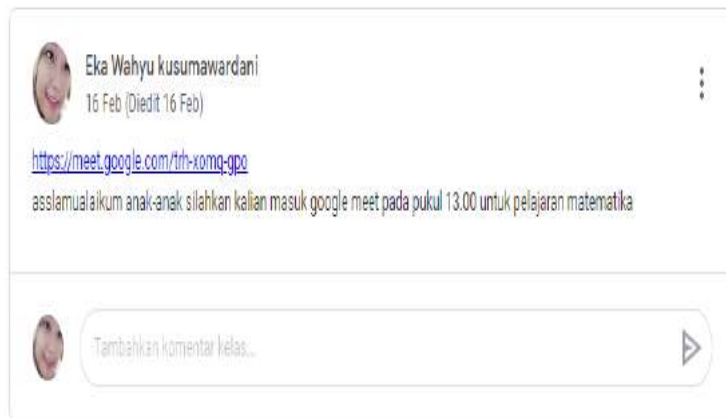 Eka Wahyu kusumawardani
16 Feb (Diedit 16 Feb)
https://meet.google.com/trh-xomq-gpo
asslamualaikum anak-anak silahkan kalian masuk google meet pada pukul 13.00 untuk pelajaran matematika
Tambahkan komentar kelas...